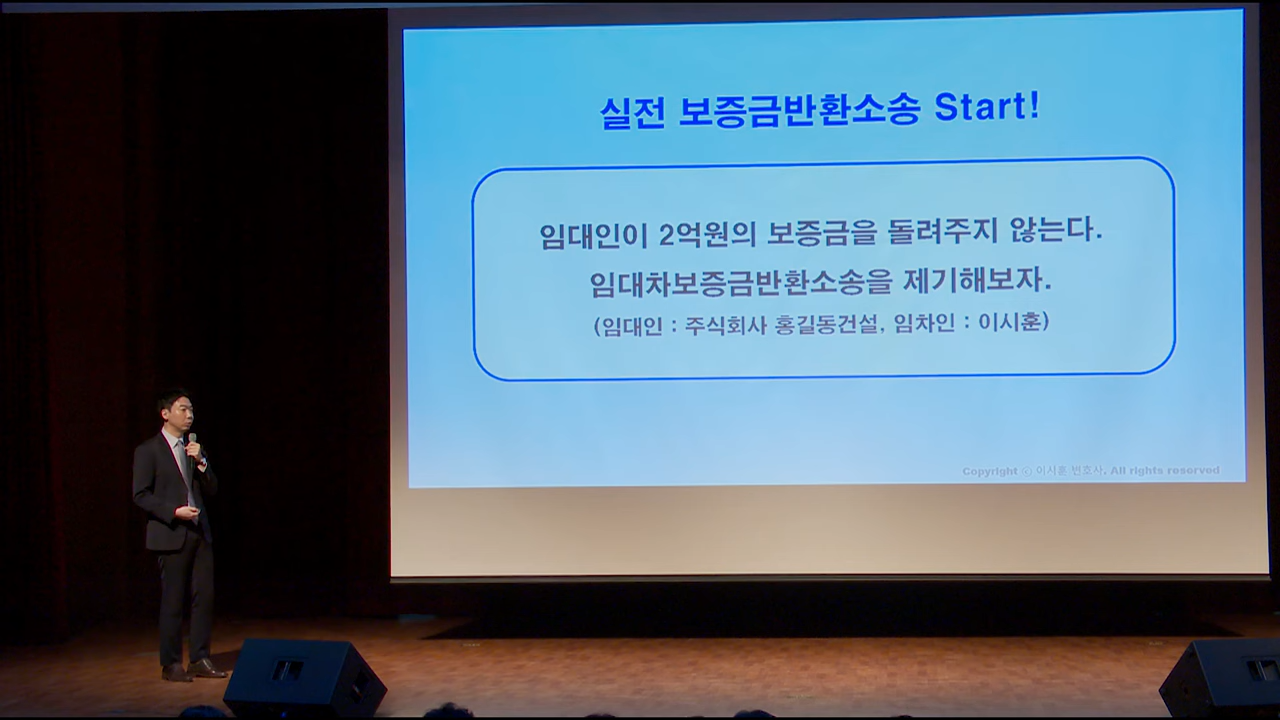 실전 보증금반환소송 Start!
임대인이 2억원의 보증금을 돌려주지 않는다.
임대차보증금반환소송을 제기해보자.
(임대인 : 주식회사 홍길동건설, 임차인 : 이시훈)
Copyright ⓒ 이시훈 변호사. All rights reserved